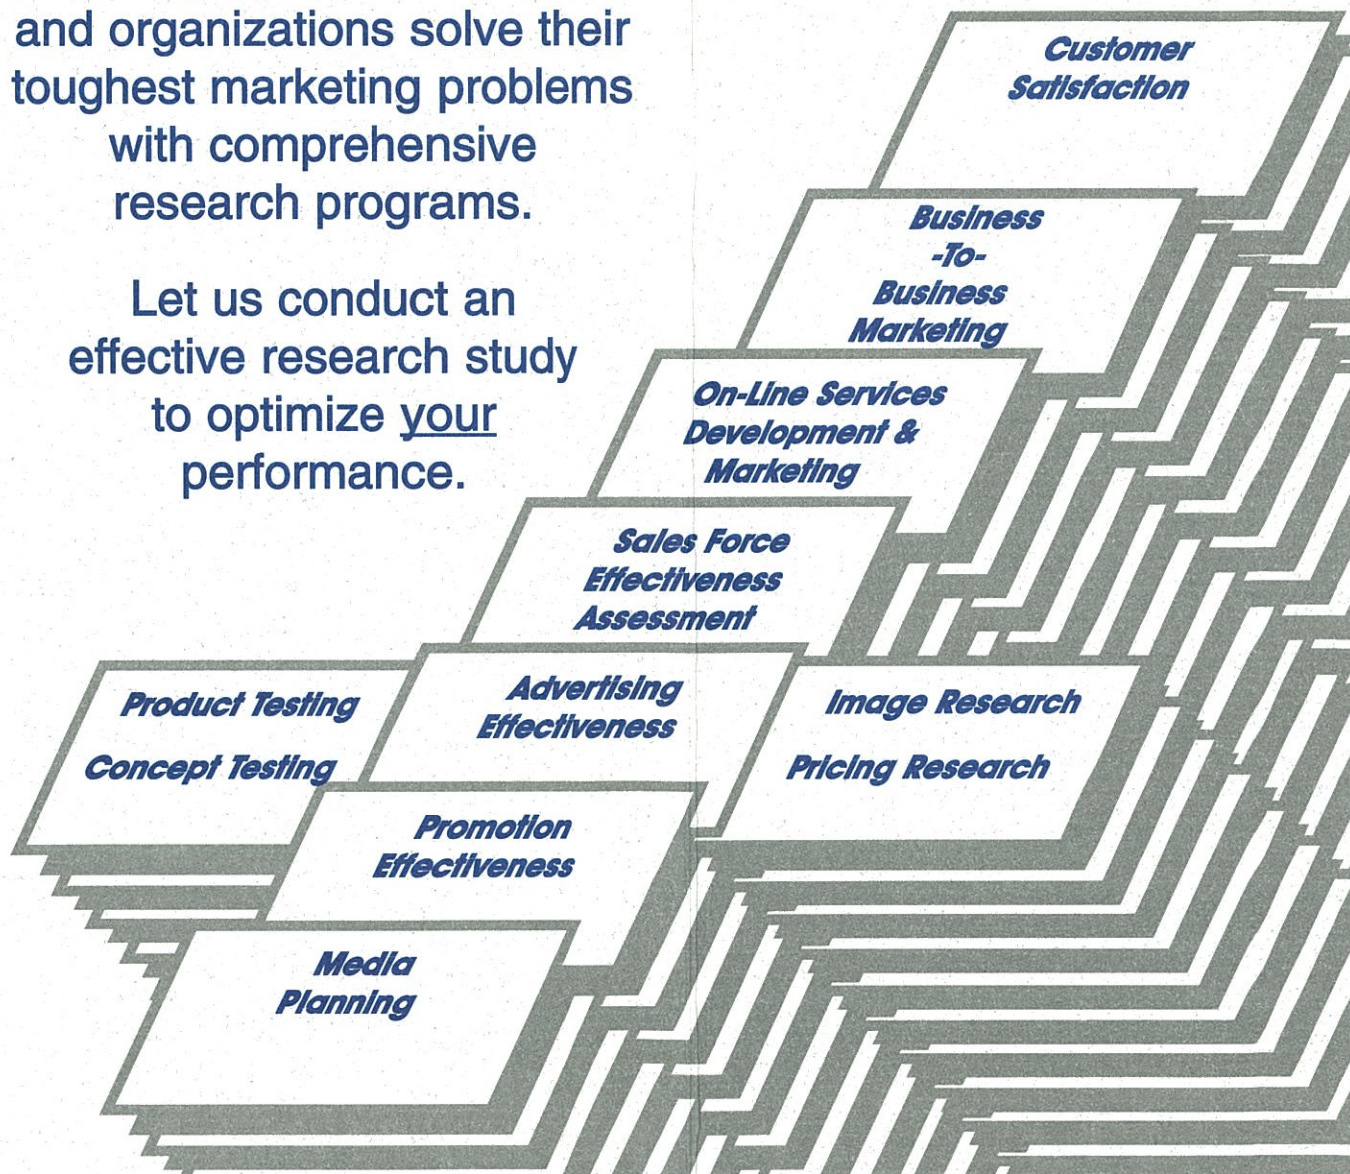 and organizations solve their
toughest marketing problems
with comprehensive
research programs.
Let us conduct an
effective research study
to optimize your
performance.
Customer
Satisfaction
Business
-To-
Business
Marketing
On-Line Services
Development &
Marketing
Sales Force
Effectiveness
Assessment
Advertising
Effectiveness
Product Testing
Concept Testing
Image Research
Pricing Research
Promotion
Effectiveness
Media
Planning